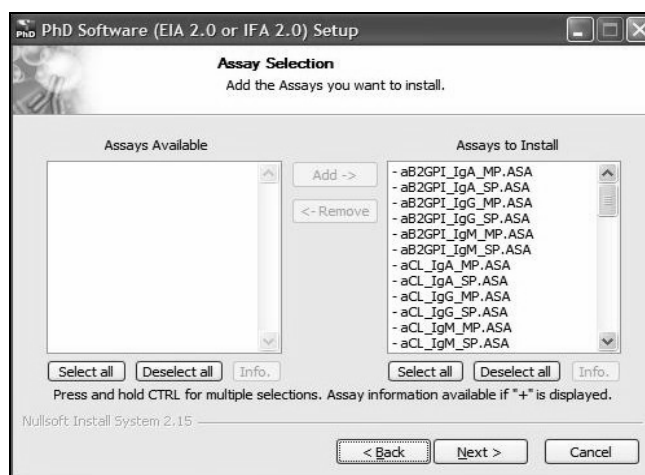 PhD PhD Software (EIA 2.0 or IFA 2.0) Setup
Assay Selection
Add the Assays you want to install.
Assays Available
Assays to Install
Add ->
<- Remove
- aB2GPI_IgA_MP.ASA
- aB2GPI_IgA_SP.ASA
- aB2GPI_IgG_MP.ASA
- aB2GPI_IgG_SP.ASA
- aB2GPI_IgM_MP.ASA
- aB2GPI_IgM_SP.ASA
- aCL_IgA_MP.ASA
- aCL_IgA_SP.ASA
- aCL_IgG_MP.ASA
- aCL_IgG_SP.ASA
- aCL_IgM_MP.ASA
- aCL_IgM_SP.ASA
Select all Deselect all Info.
Select all Deselect all Info.
Press and hold CTRL for multiple selections. Assay information available if "+" is displayed.
Nullsoft Install System 2.15
< Back Next > Cancel